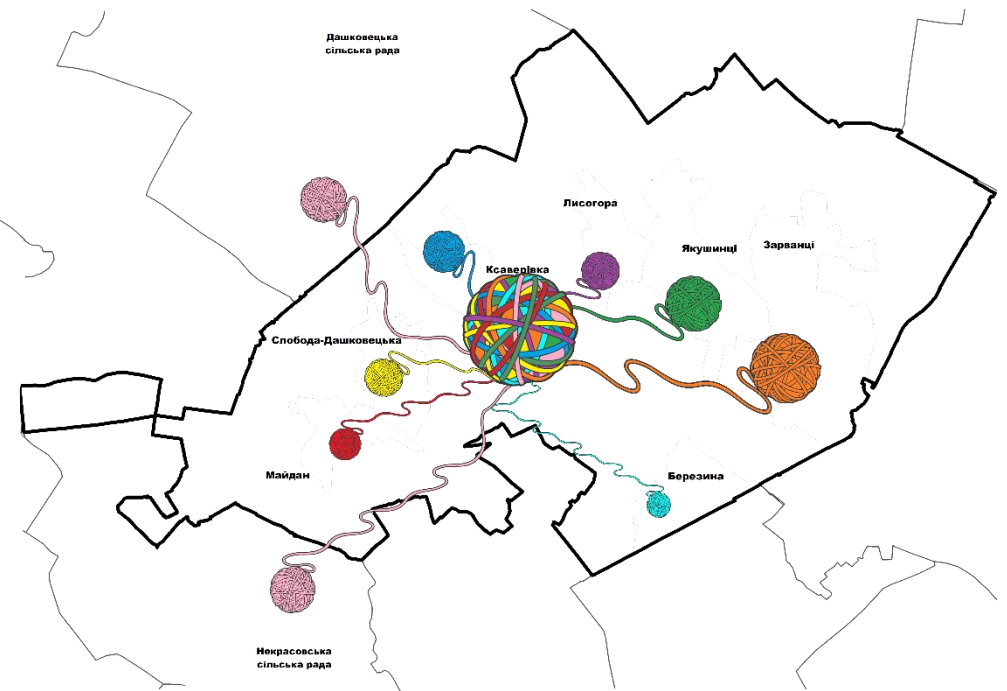 Дашковецька
сільська рада
Лисогора
Якушинці
Зарванці
Ксаверівка
Слобода-Дашковецька
Майдан
Березина
Некрасовська
сільська рада